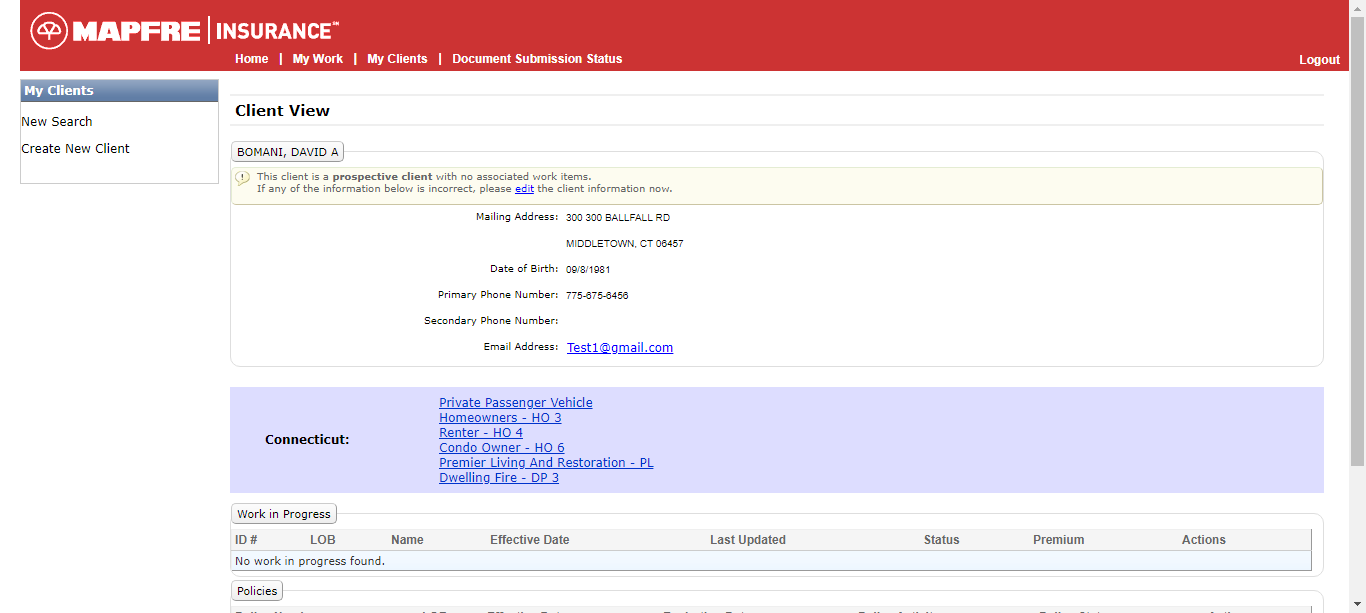 MAPFRE | INSURANCE℠
Home | My Work | My Clients | Document Submission Status
Logout
My Clients
New Search
Create New Client
Client View
BOMANI, DAVID A
This client is a prospective client with no associated work items.
If any of the information below is incorrect, please edit the client information now.
Mailing Address: 300 300 BALLFALL RD
MIDDLETOWN, CT 06457
Date of Birth: 09/8/1981
Primary Phone Number: 775-675-6456
Secondary Phone Number:
Email Address: Test1@gmail.com
Connecticut:
Private Passenger Vehicle
Homeowners - HO 3
Renter - HO 4
Condo Owner - HO 6
Premier Living And Restoration - PL
Dwelling Fire - DP 3
Work in Progress
ID # LOB Name Effective Date Last Updated Status Premium Actions
No work in progress found.
Policies